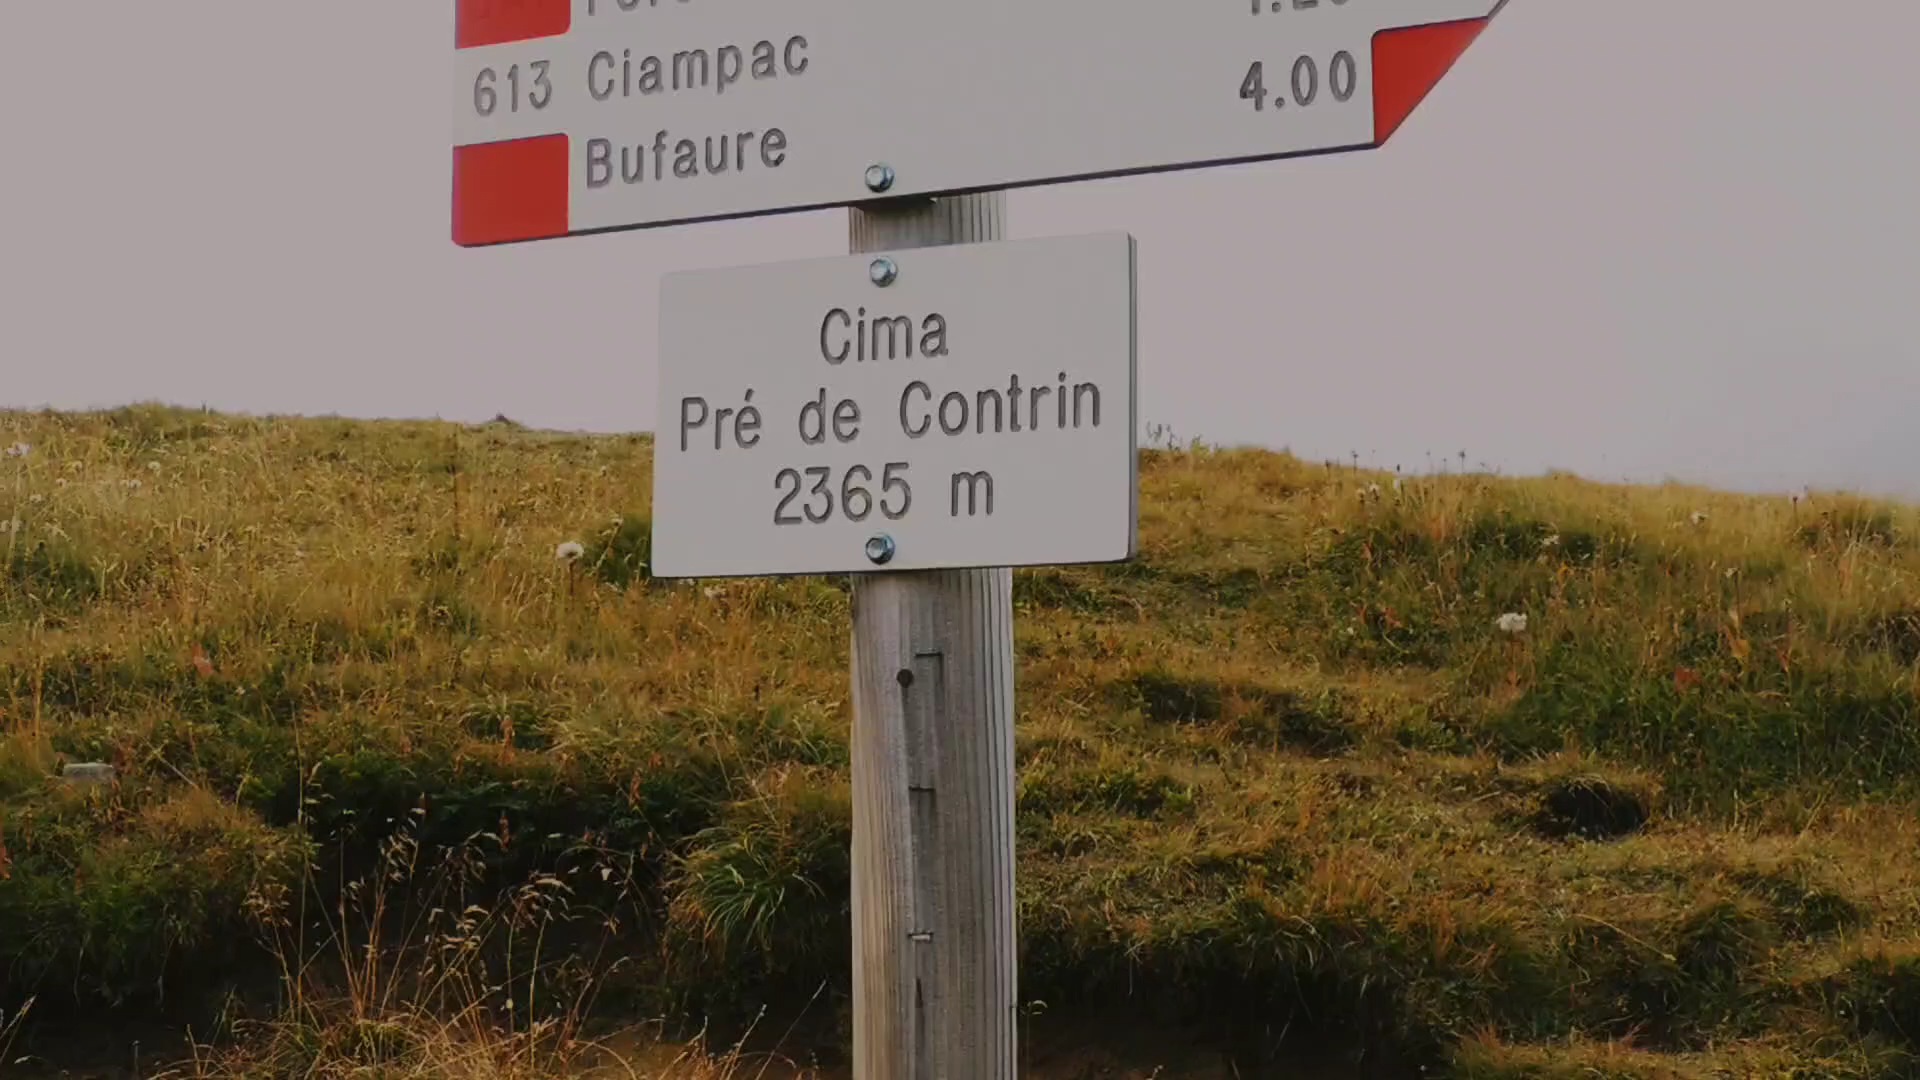 613 Ciampac 4.00
Bufaure
Cima
Pré de Contrin
2365 m